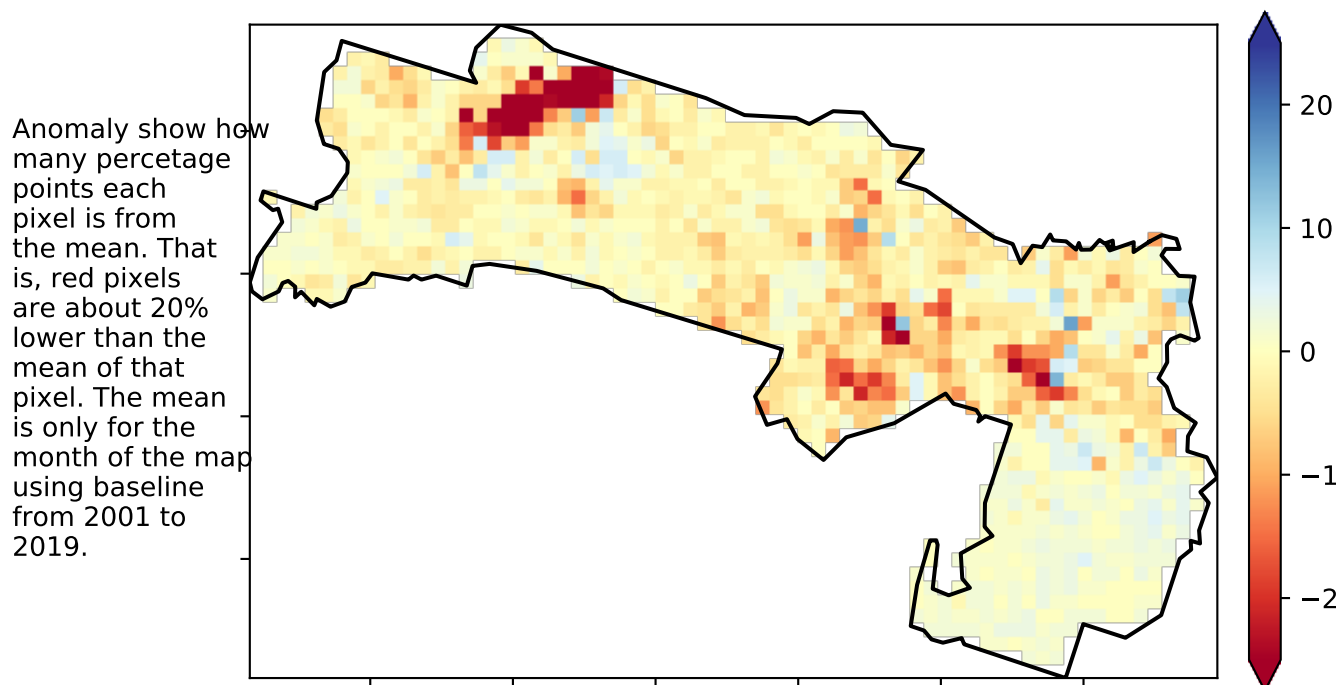 Anomaly show how
many percetage
points each
pixel is from
the mean. That
is, red pixels
are about 20%
lower than the
mean of that
pixel. The mean
is only for the
month of the map
using baseline
from 2001 to
2019.
20
10
0
−1
−2